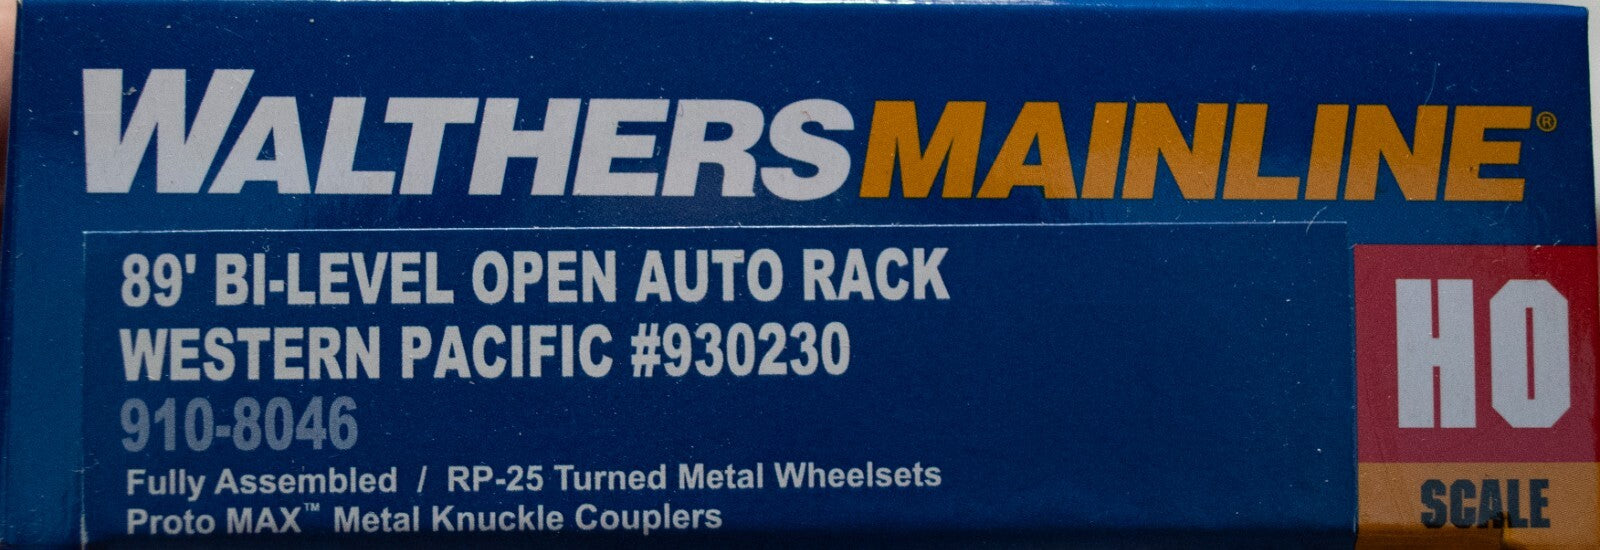 WALTHERSMAINLINE®
89' BI-LEVEL OPEN AUTO RACK
WESTERN PACIFIC #930230
910-8046
Fully Assembled / RP-25 Turned Metal Wheelsets
Proto MAX™ Metal Knuckle Couplers
HO
SCALE